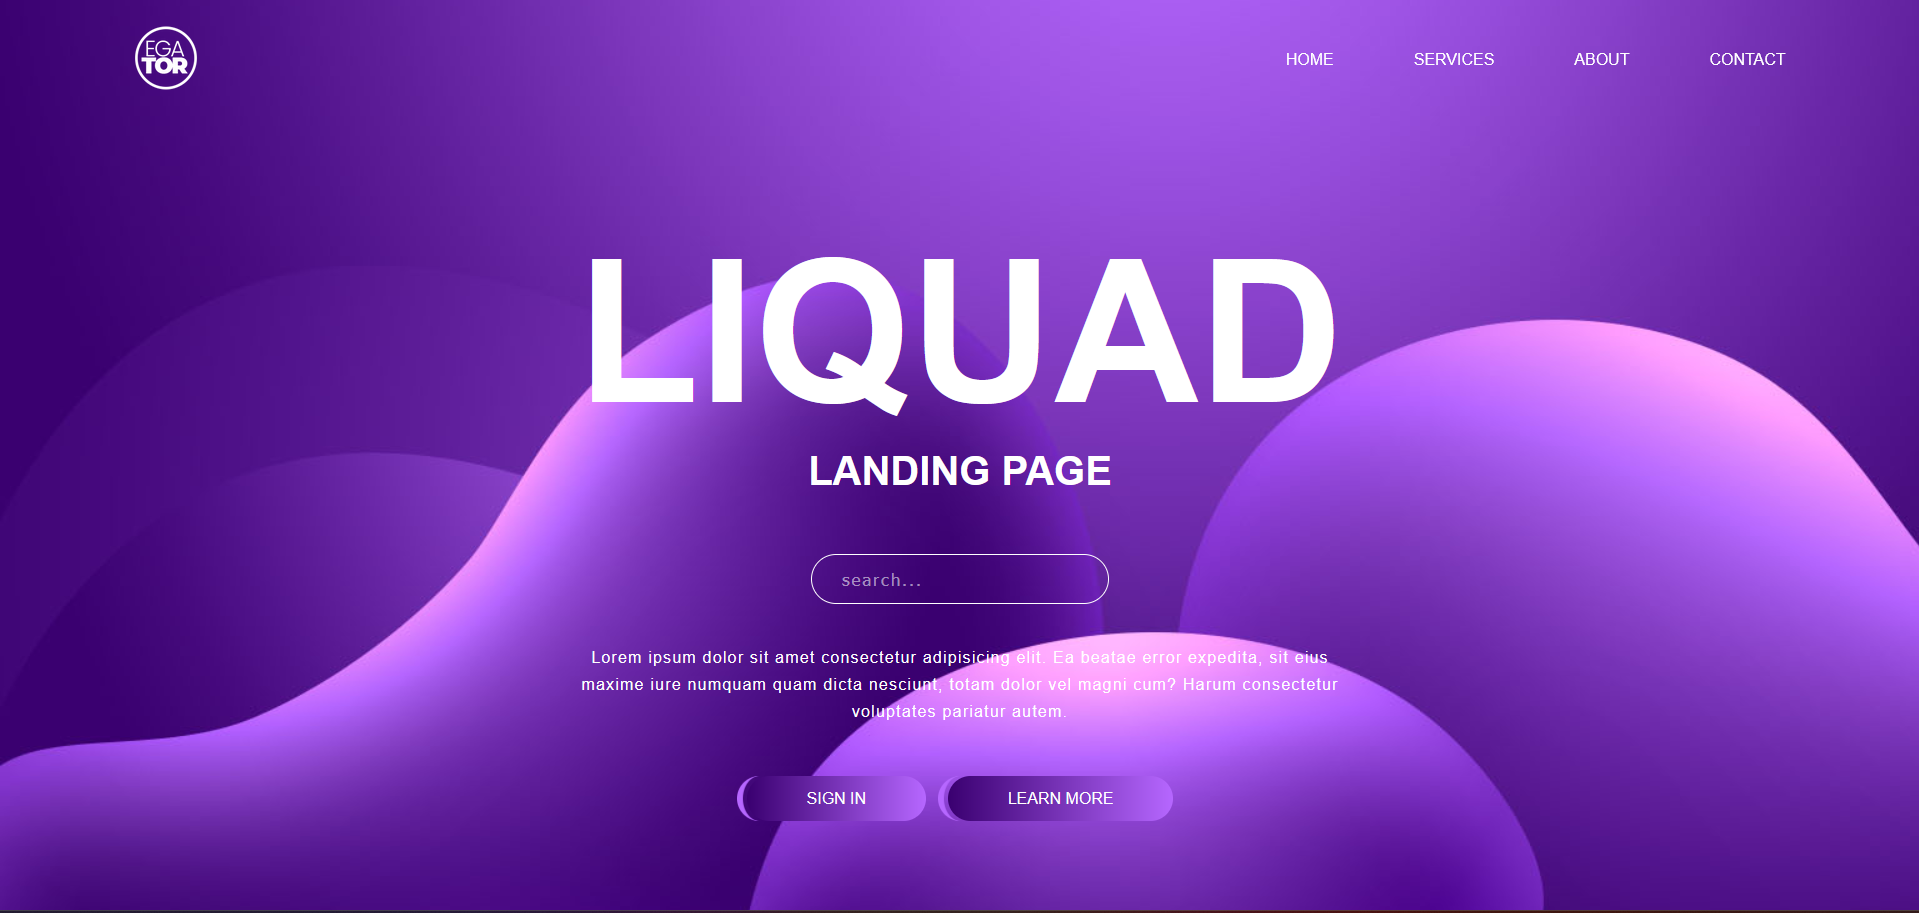 EGA
TOR
HOME SERVICES ABOUT CONTACT
LIQUAD
LANDING PAGE
search...
Lorem ipsum dolor sit amet consectetur adipisicing elit. Ea beatae error expedita, sit eius
maxime iure numquam quam dicta nesciunt, totam dolor vel magni cum? Harum consectetur
voluptates pariatur autem.
SIGN IN LEARN MORE